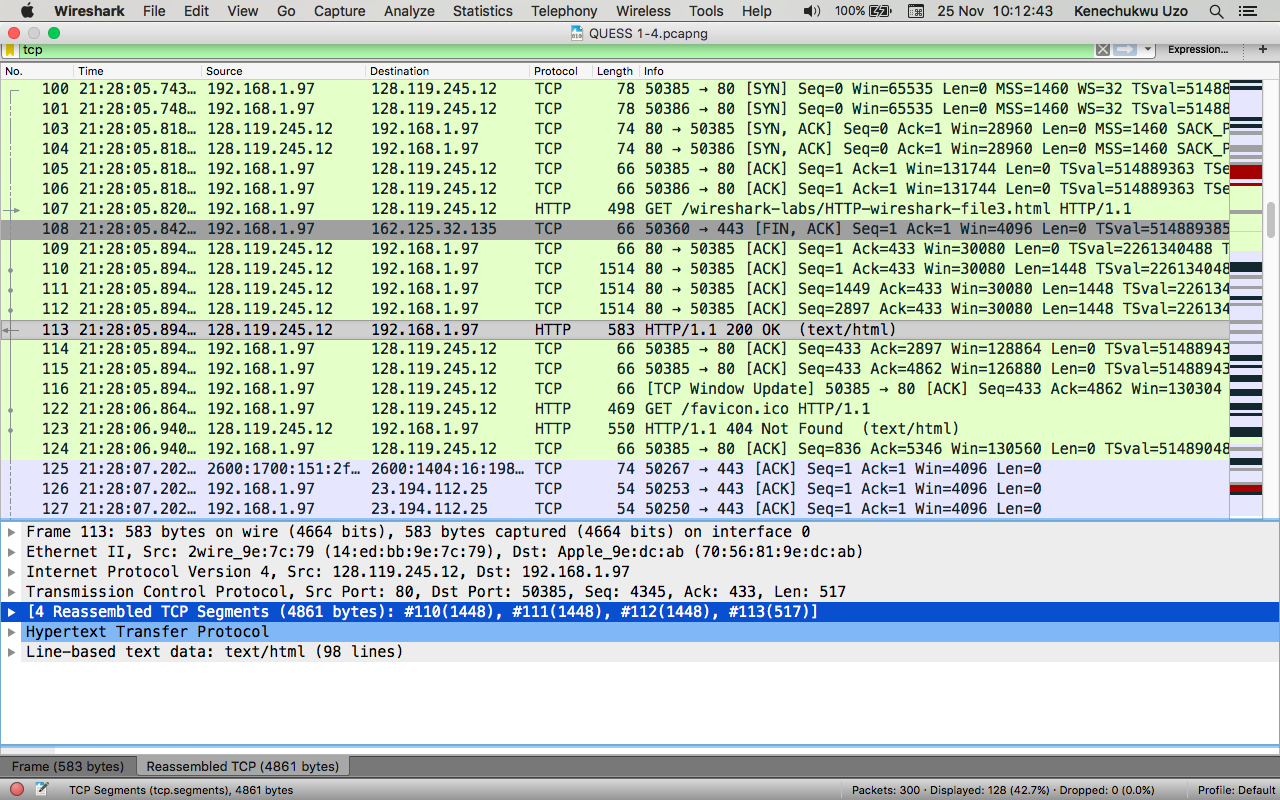 Wireshark File Edit View Go Capture Analyze Statistics Telephony Wireless Tools Help 100% 25 Nov 10:12:43 Kenechukwu Uzo
QUESS 1-4.pcapng
tcp Expression... +
No. Time Source Destination Protocol Length Info
100 21:28:05.743… 192.168.1.97 128.119.245.12 TCP 78 50385 → 80 [SYN] Seq=0 Win=65535 Len=0 MSS=1460 WS=32 TSval=51488
101 21:28:05.748… 192.168.1.97 128.119.245.12 TCP 78 50386 → 80 [SYN] Seq=0 Win=65535 Len=0 MSS=1460 WS=32 TSval=51488
103 21:28:05.818… 128.119.245.12 192.168.1.97 TCP 74 80 → 50385 [SYN, ACK] Seq=0 Ack=1 Win=28960 Len=0 MSS=1460 SACK_P
104 21:28:05.818… 128.119.245.12 192.168.1.97 TCP 74 80 → 50386 [SYN, ACK] Seq=0 Ack=1 Win=28960 Len=0 MSS=1460 SACK_P
105 21:28:05.818… 192.168.1.97 128.119.245.12 TCP 66 50385 → 80 [ACK] Seq=1 Ack=1 Win=131744 Len=0 TSval=514889363 TSe
106 21:28:05.818… 192.168.1.97 128.119.245.12 TCP 66 50386 → 80 [ACK] Seq=1 Ack=1 Win=131744 Len=0 TSval=514889363 TSe
107 21:28:05.820… 192.168.1.97 128.119.245.12 HTTP 498 GET /wireshark-labs/HTTP-wireshark-file3.html HTTP/1.1
108 21:28:05.842… 192.168.1.97 162.125.32.135 TCP 66 50360 → 443 [FIN, ACK] Seq=1 Ack=1 Win=4096 Len=0 TSval=514889385
109 21:28:05.894… 128.119.245.12 192.168.1.97 TCP 66 80 → 50385 [ACK] Seq=1 Ack=433 Win=30080 Len=0 TSval=2261340488 T
110 21:28:05.894… 128.119.245.12 192.168.1.97 TCP 1514 80 → 50385 [ACK] Seq=1 Ack=433 Win=30080 Len=1448 TSval=226134048
111 21:28:05.894… 128.119.245.12 192.168.1.97 TCP 1514 80 → 50385 [ACK] Seq=1449 Ack=433 Win=30080 Len=1448 TSval=226134
112 21:28:05.894… 128.119.245.12 192.168.1.97 TCP 1514 80 → 50385 [ACK] Seq=2897 Ack=433 Win=30080 Len=1448 TSval=226134
113 21:28:05.894… 128.119.245.12 192.168.1.97 HTTP 583 HTTP/1.1 200 OK (text/html)
114 21:28:05.894… 192.168.1.97 128.119.245.12 TCP 66 50385 → 80 [ACK] Seq=433 Ack=2897 Win=128864 Len=0 TSval=51488943
115 21:28:05.894… 192.168.1.97 128.119.245.12 TCP 66 50385 → 80 [ACK] Seq=433 Ack=4862 Win=126880 Len=0 TSval=51488943
116 21:28:05.894… 192.168.1.97 128.119.245.12 TCP 66 [TCP Window Update] 50385 → 80 [ACK] Seq=433 Ack=4862 Win=130304
122 21:28:06.864… 192.168.1.97 128.119.245.12 HTTP 469 GET /favicon.ico HTTP/1.1
123 21:28:06.940… 128.119.245.12 192.168.1.97 HTTP 550 HTTP/1.1 404 Not Found (text/html)
124 21:28:06.940… 192.168.1.97 128.119.245.12 TCP 66 50385 → 80 [ACK] Seq=836 Ack=5346 Win=130560 Len=0 TSval=51489048
125 21:28:07.202… 2600:1700:151:2f… 2600:1404:16:198… TCP 74 50267 → 443 [ACK] Seq=1 Ack=1 Win=4096 Len=0
126 21:28:07.202… 192.168.1.97 23.194.112.25 TCP 54 50253 → 443 [ACK] Seq=1 Ack=1 Win=4096 Len=0
127 21:28:07.202… 192.168.1.97 23.194.112.25 TCP 54 50250 → 443 [ACK] Seq=1 Ack=1 Win=4096 Len=0
Frame 113: 583 bytes on wire (4664 bits), 583 bytes captured (4664 bits) on interface 0
Ethernet II, Src: 2wire_9e:7c:79 (14:ed:bb:9e:7c:79), Dst: Apple_9e:dc:ab (70:56:81:9e:dc:ab)
Internet Protocol Version 4, Src: 128.119.245.12, Dst: 192.168.1.97
Transmission Control Protocol, Src Port: 80, Dst Port: 50385, Seq: 4345, Ack: 433, Len: 517
[4 Reassembled TCP Segments (4861 bytes): #110(1448), #111(1448), #112(1448), #113(517)]
Hypertext Transfer Protocol
Line-based text data: text/html (98 lines)
Frame (583 bytes) Reassembled TCP (4861 bytes)
TCP Segments (tcp.segments), 4861 bytes Packets: 300 · Displayed: 128 (42.7%) · Dropped: 0 (0.0%) Profile: Default